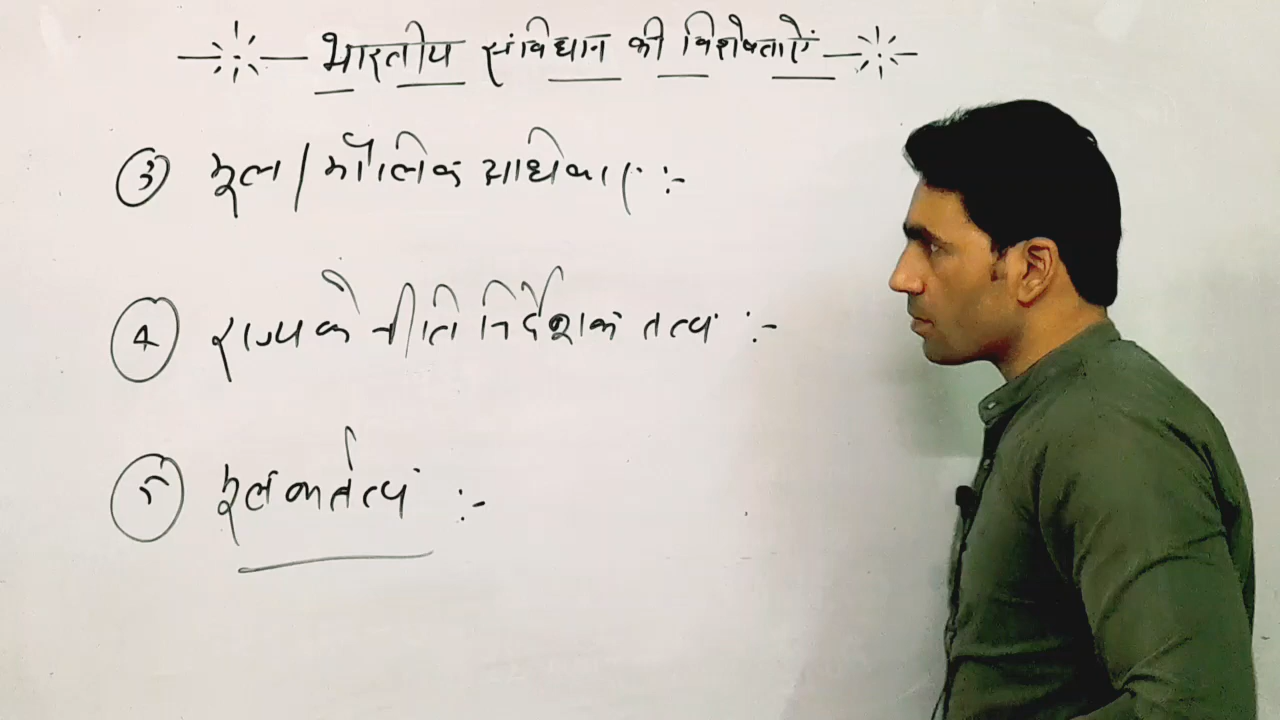 भारतीय संविधान की विशेषताऐं
③ मूल / मौलिक अधिकार :-
④ राज्य के नीति निर्देशक तत्व :-
⑤ मूल कर्तव्य :-